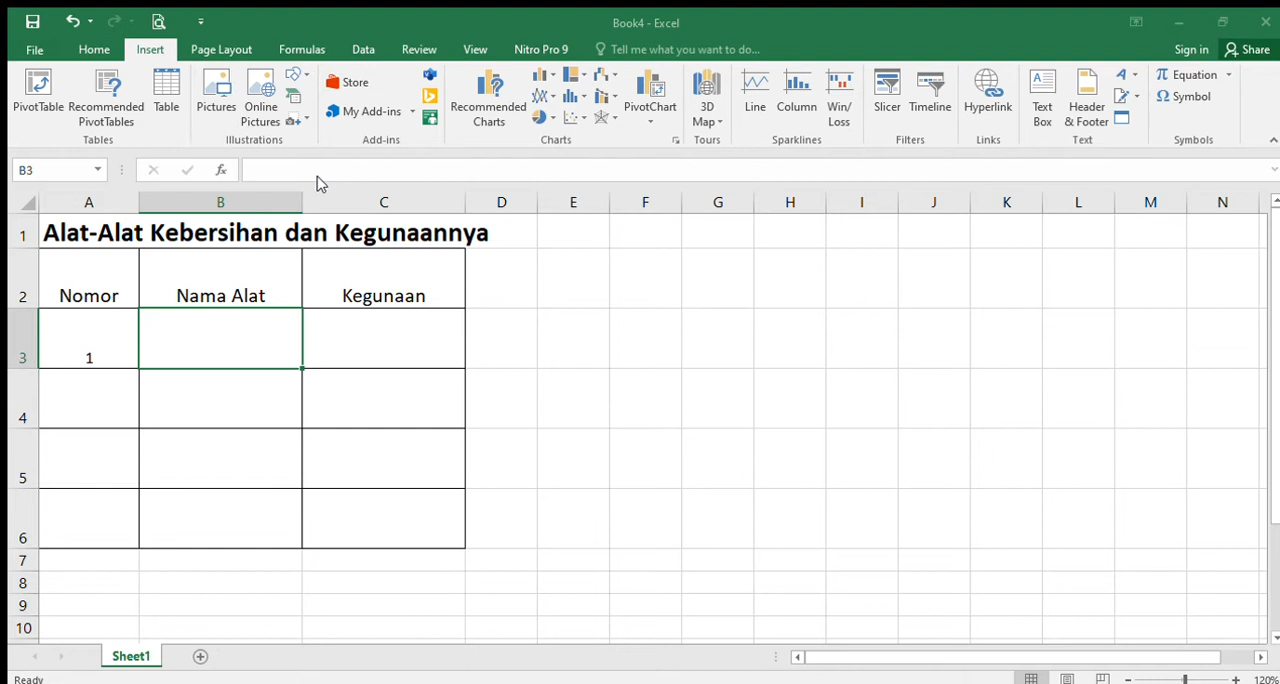 Book4 - Excel
File Home Insert Page Layout Formulas Data Review View Nitro Pro 9 Tell me what you want to do... Sign in Share
PivotTable Recommended PivotTables Table Pictures Online Pictures Store My Add-ins Recommended Charts PivotChart 3D Map Line Column Win/Loss Slicer Timeline Hyperlink Text Box Header & Footer Equation Symbol
Tables Illustrations Add-ins Charts Tours Sparklines Filters Links Text Symbols
B3 fx
A B C D E F G H I J K L M N
1 Alat-Alat Kebersihan dan Kegunaannya
2 Nomor Nama Alat Kegunaan
3 1
4
5
6
7
8
9
10
Sheet1
Ready 120%